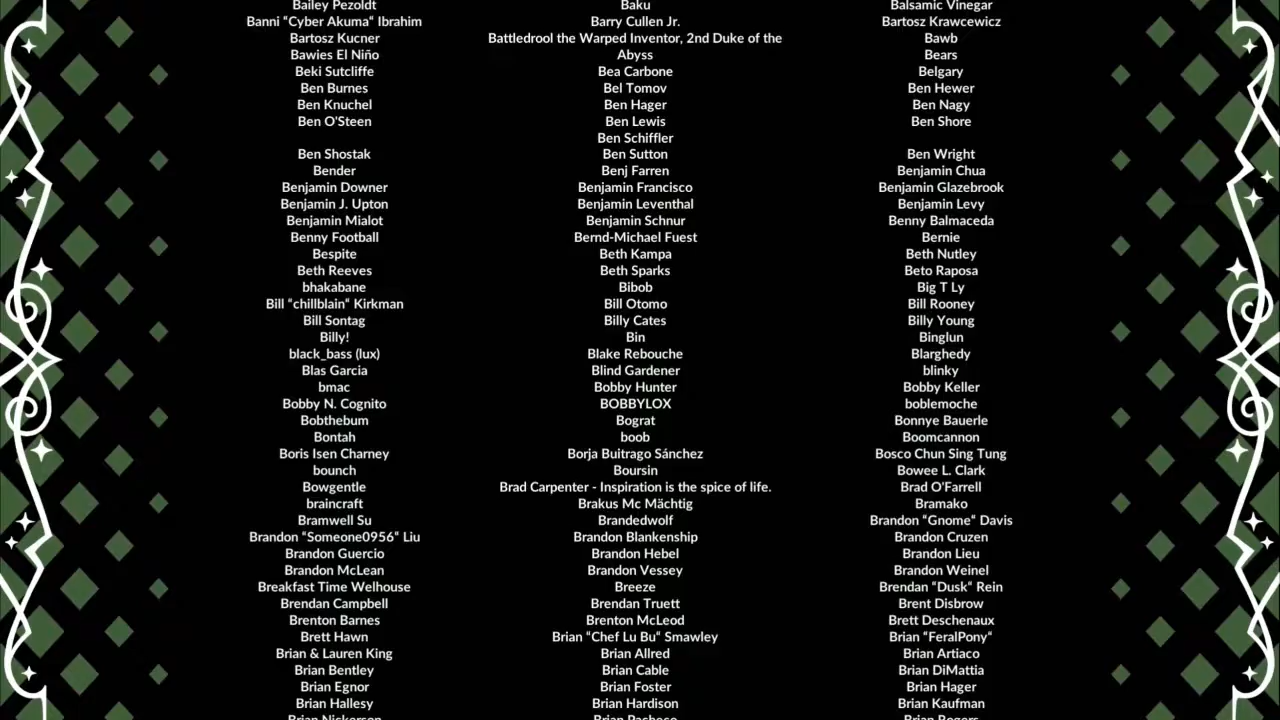 Bailey Pezoldt Baku Balsamic Vinegar
Banni “Cyber Akuma“ Ibrahim Barry Cullen Jr. Bartosz Krawcewicz
Bartosz Kucner Battledrool the Warped Inventor, 2nd Duke of the Bawb
Bawies El Niño Abyss Bears
Beki Sutcliffe Bea Carbone Belgary
Ben Burnes Bel Tomov Ben Hewer
Ben Knuchel Ben Hager Ben Nagy
Ben O'Steen Ben Lewis Ben Shore
Ben Schiffler
Ben Shostak Ben Sutton Ben Wright
Bender Benj Farren Benjamin Chua
Benjamin Downer Benjamin Francisco Benjamin Glazebrook
Benjamin J. Upton Benjamin Leventhal Benjamin Levy
Benjamin Mialot Benjamin Schnur Benny Balmaceda
Benny Football Bernd-Michael Fuest Bernie
Bespite Beth Kampa Beth Nutley
Beth Reeves Beth Sparks Beto Raposa
bhakabane Bibob Big T Ly
Bill “chillblain“ Kirkman Bill Otomo Bill Rooney
Bill Sontag Billy Cates Billy Young
Billy! Bin Binglun
black_bass (lux) Blake Rebouche Blarghedy
Blas Garcia Blind Gardener blinky
bmac Bobby Hunter Bobby Keller
Bobby N. Cognito BOBBYLOX boblemoche
Bobthebum Bograt Bonnye Bauerle
Bontah boob Boomcannon
Boris Isen Charney Borja Buitrago Sánchez Bosco Chun Sing Tung
bounch Boursin Bowee L. Clark
Bowgentle Brad Carpenter - Inspiration is the spice of life. Brad O'Farrell
braincraft Brakus Mc Mächtig Bramako
Bramwell Su Brandedwolf Brandon “Gnome“ Davis
Brandon “Someone0956“ Liu Brandon Blankenship Brandon Cruzen
Brandon Guercio Brandon Hebel Brandon Lieu
Brandon McLean Brandon Vessey Brandon Weinel
Breakfast Time Welhouse Breeze Brendan “Dusk“ Rein
Brendan Campbell Brendan Truett Brent Disbrow
Brenton Barnes Brenton McLeod Brett Deschenaux
Brett Hawn Brian “Chef Lu Bu“ Smawley Brian “FeralPony“
Brian & Lauren King Brian Allred Brian Artiaco
Brian Bentley Brian Cable Brian DiMattia
Brian Egnor Brian Foster Brian Hager
Brian Hallesy Brian Hardison Brian Kaufman
Brian Nickerson Brian Pacheco Brian Rogers